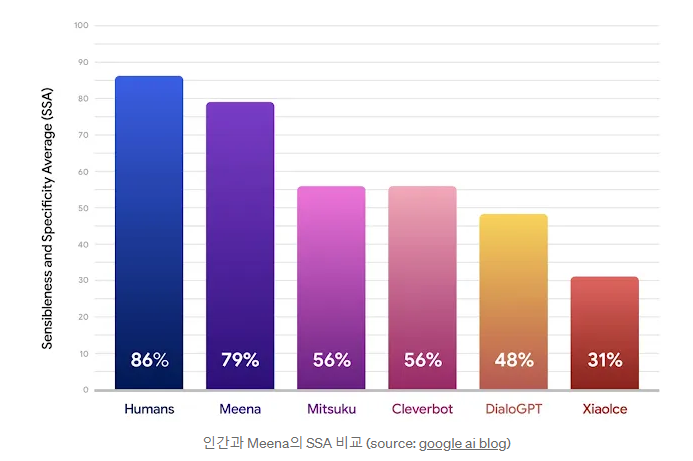 Sensibleness and Specificity Average (SSA)
100
90
80
70
60
50
40
30
20
10
0
86% 79% 56% 56% 48% 31%
Humans Meena Mitsuku Cleverbot DialoGPT XiaoIce
인간과 Meena의 SSA 비교 (source: google ai blog)